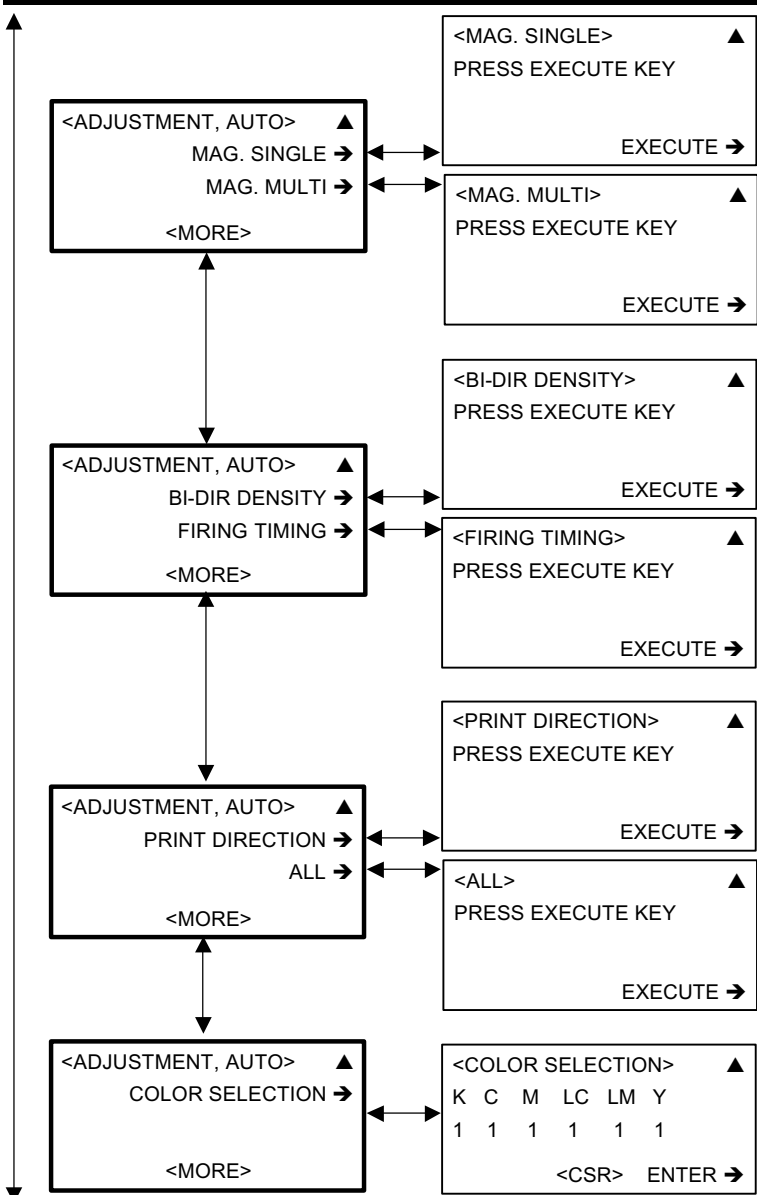 <MAG. SINGLE> ▲
PRESS EXECUTE KEY
EXECUTE ➔
<ADJUSTMENT, AUTO> ▲
MAG. SINGLE ➔
MAG. MULTI ➔
<MORE>
<MAG. MULTI> ▲
PRESS EXECUTE KEY
EXECUTE ➔
<BI-DIR DENSITY> ▲
PRESS EXECUTE KEY
EXECUTE ➔
<ADJUSTMENT, AUTO> ▲
BI-DIR DENSITY ➔
FIRING TIMING ➔
<MORE>
<FIRING TIMING> ▲
PRESS EXECUTE KEY
EXECUTE ➔
<PRINT DIRECTION> ▲
PRESS EXECUTE KEY
EXECUTE ➔
<ADJUSTMENT, AUTO> ▲
PRINT DIRECTION ➔
ALL ➔
<MORE>
<ALL> ▲
PRESS EXECUTE KEY
EXECUTE ➔
<ADJUSTMENT, AUTO> ▲
COLOR SELECTION ➔
<MORE>
<COLOR SELECTION> ▲
K C M LC LM Y
1 1 1 1 1 1
<CSR> ENTER ➔